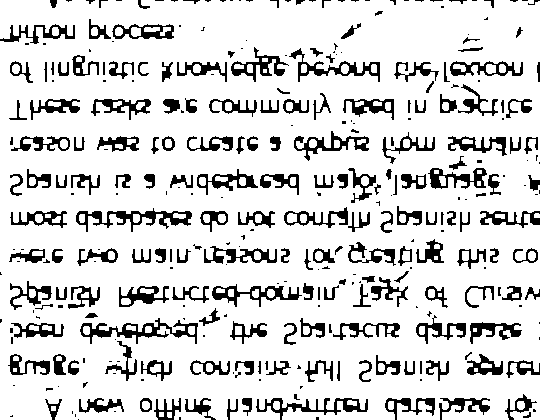 A new offline handwritten database fo
guage, which contains full Spanish senten
been developed: the Spartacus database
Spanish Restricted-domain Task of Cursiv
were two main reasons for creating this co
most databases do not contain Spanish sente
Spanish is a widespread major language.
reason was to create a corpus from semanti
These tasks are commonly used in practice
of linguistic knowledge beyond the lexicon
nition process.